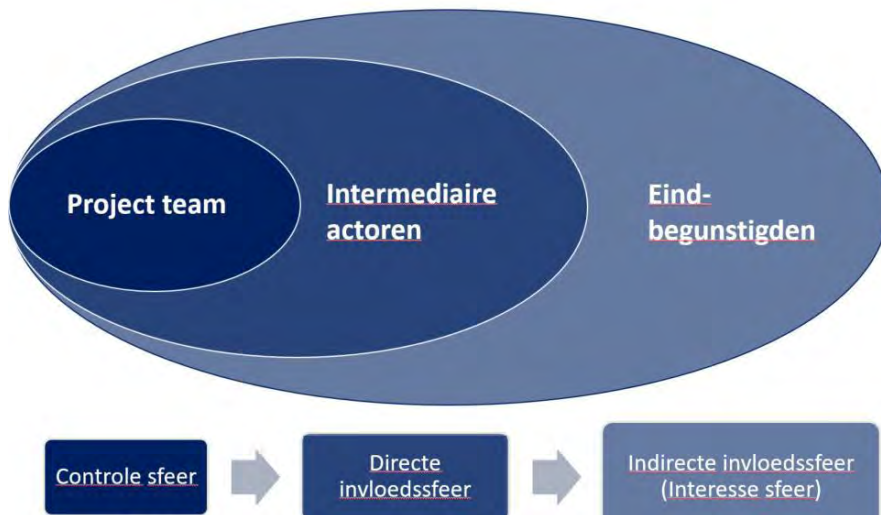 Project team
Intermediaire
actoren
Eind-
begunstigden
Controle sfeer
Directe
invloedssfeer
Indirecte invloedssfeer
(Interesse sfeer)